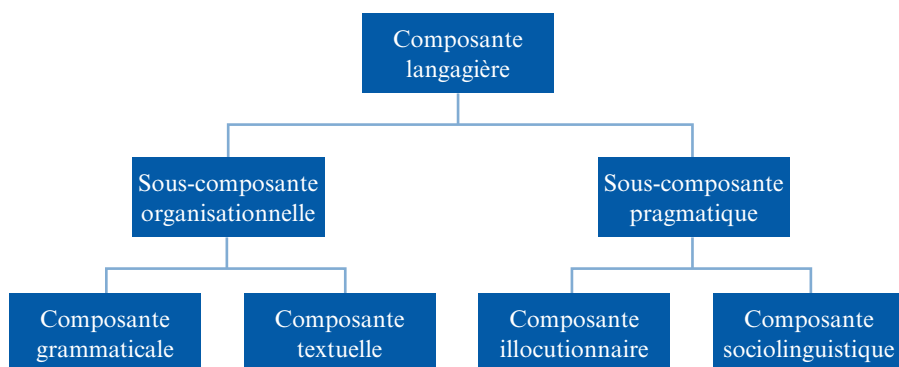 Composante
langagière
Sous-composante
organisationnelle
Sous-composante
pragmatique
Composante
grammaticale
Composante
textuelle
Composante
illocutionnaire
Composante
sociolinguistique